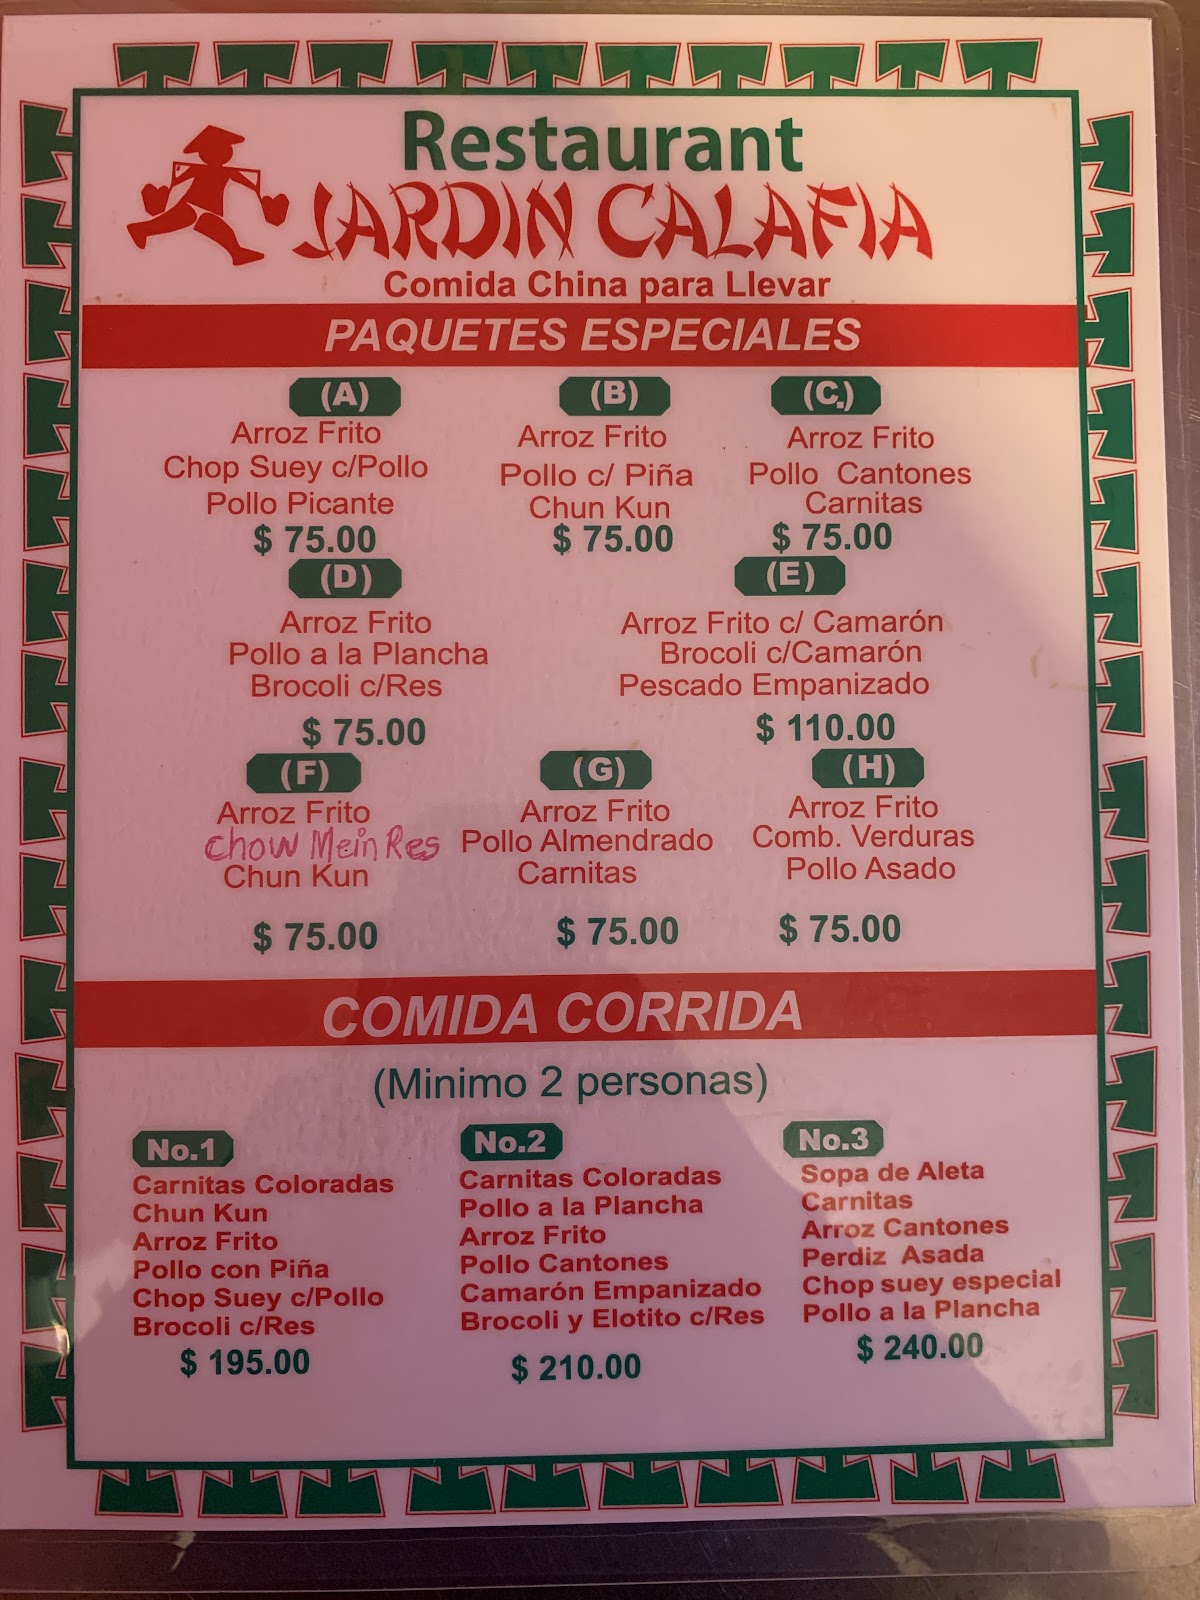 Restaurant
JARDIN CALAFIA
Comida China para Llevar
PAQUETES ESPECIALES
(A)
Arroz Frito
Chop Suey c/Pollo
Pollo Picante
$ 75.00
(B)
Arroz Frito
Pollo c/ Piña
Chun Kun
$ 75.00
(C.)
Arroz Frito
Pollo Cantones
Carnitas
$ 75.00
(D)
Arroz Frito
Pollo a la Plancha
Brocoli c/Res
$ 75.00
(E)
Arroz Frito c/ Camarón
Brocoli c/Camarón
Pescado Empanizado
$ 110.00
(F)
Arroz Frito
Chow Mein Res
Chun Kun
$ 75.00
(G)
Arroz Frito
Pollo Almendrado
Carnitas
$ 75.00
(H)
Arroz Frito
Comb. Verduras
Pollo Asado
$ 75.00
COMIDA CORRIDA
(Minimo 2 personas)
No.1
Carnitas Coloradas
Chun Kun
Arroz Frito
Pollo con Piña
Chop Suey c/Pollo
Brocoli c/Res
$ 195.00
No.2
Carnitas Coloradas
Pollo a la Plancha
Arroz Frito
Pollo Cantones
Camarón Empanizado
Brocoli y Elotito c/Res
$ 210.00
No.3
Sopa de Aleta
Carnitas
Arroz Cantones
Perdiz Asada
Chop suey especial
Pollo a la Plancha
$ 240.00